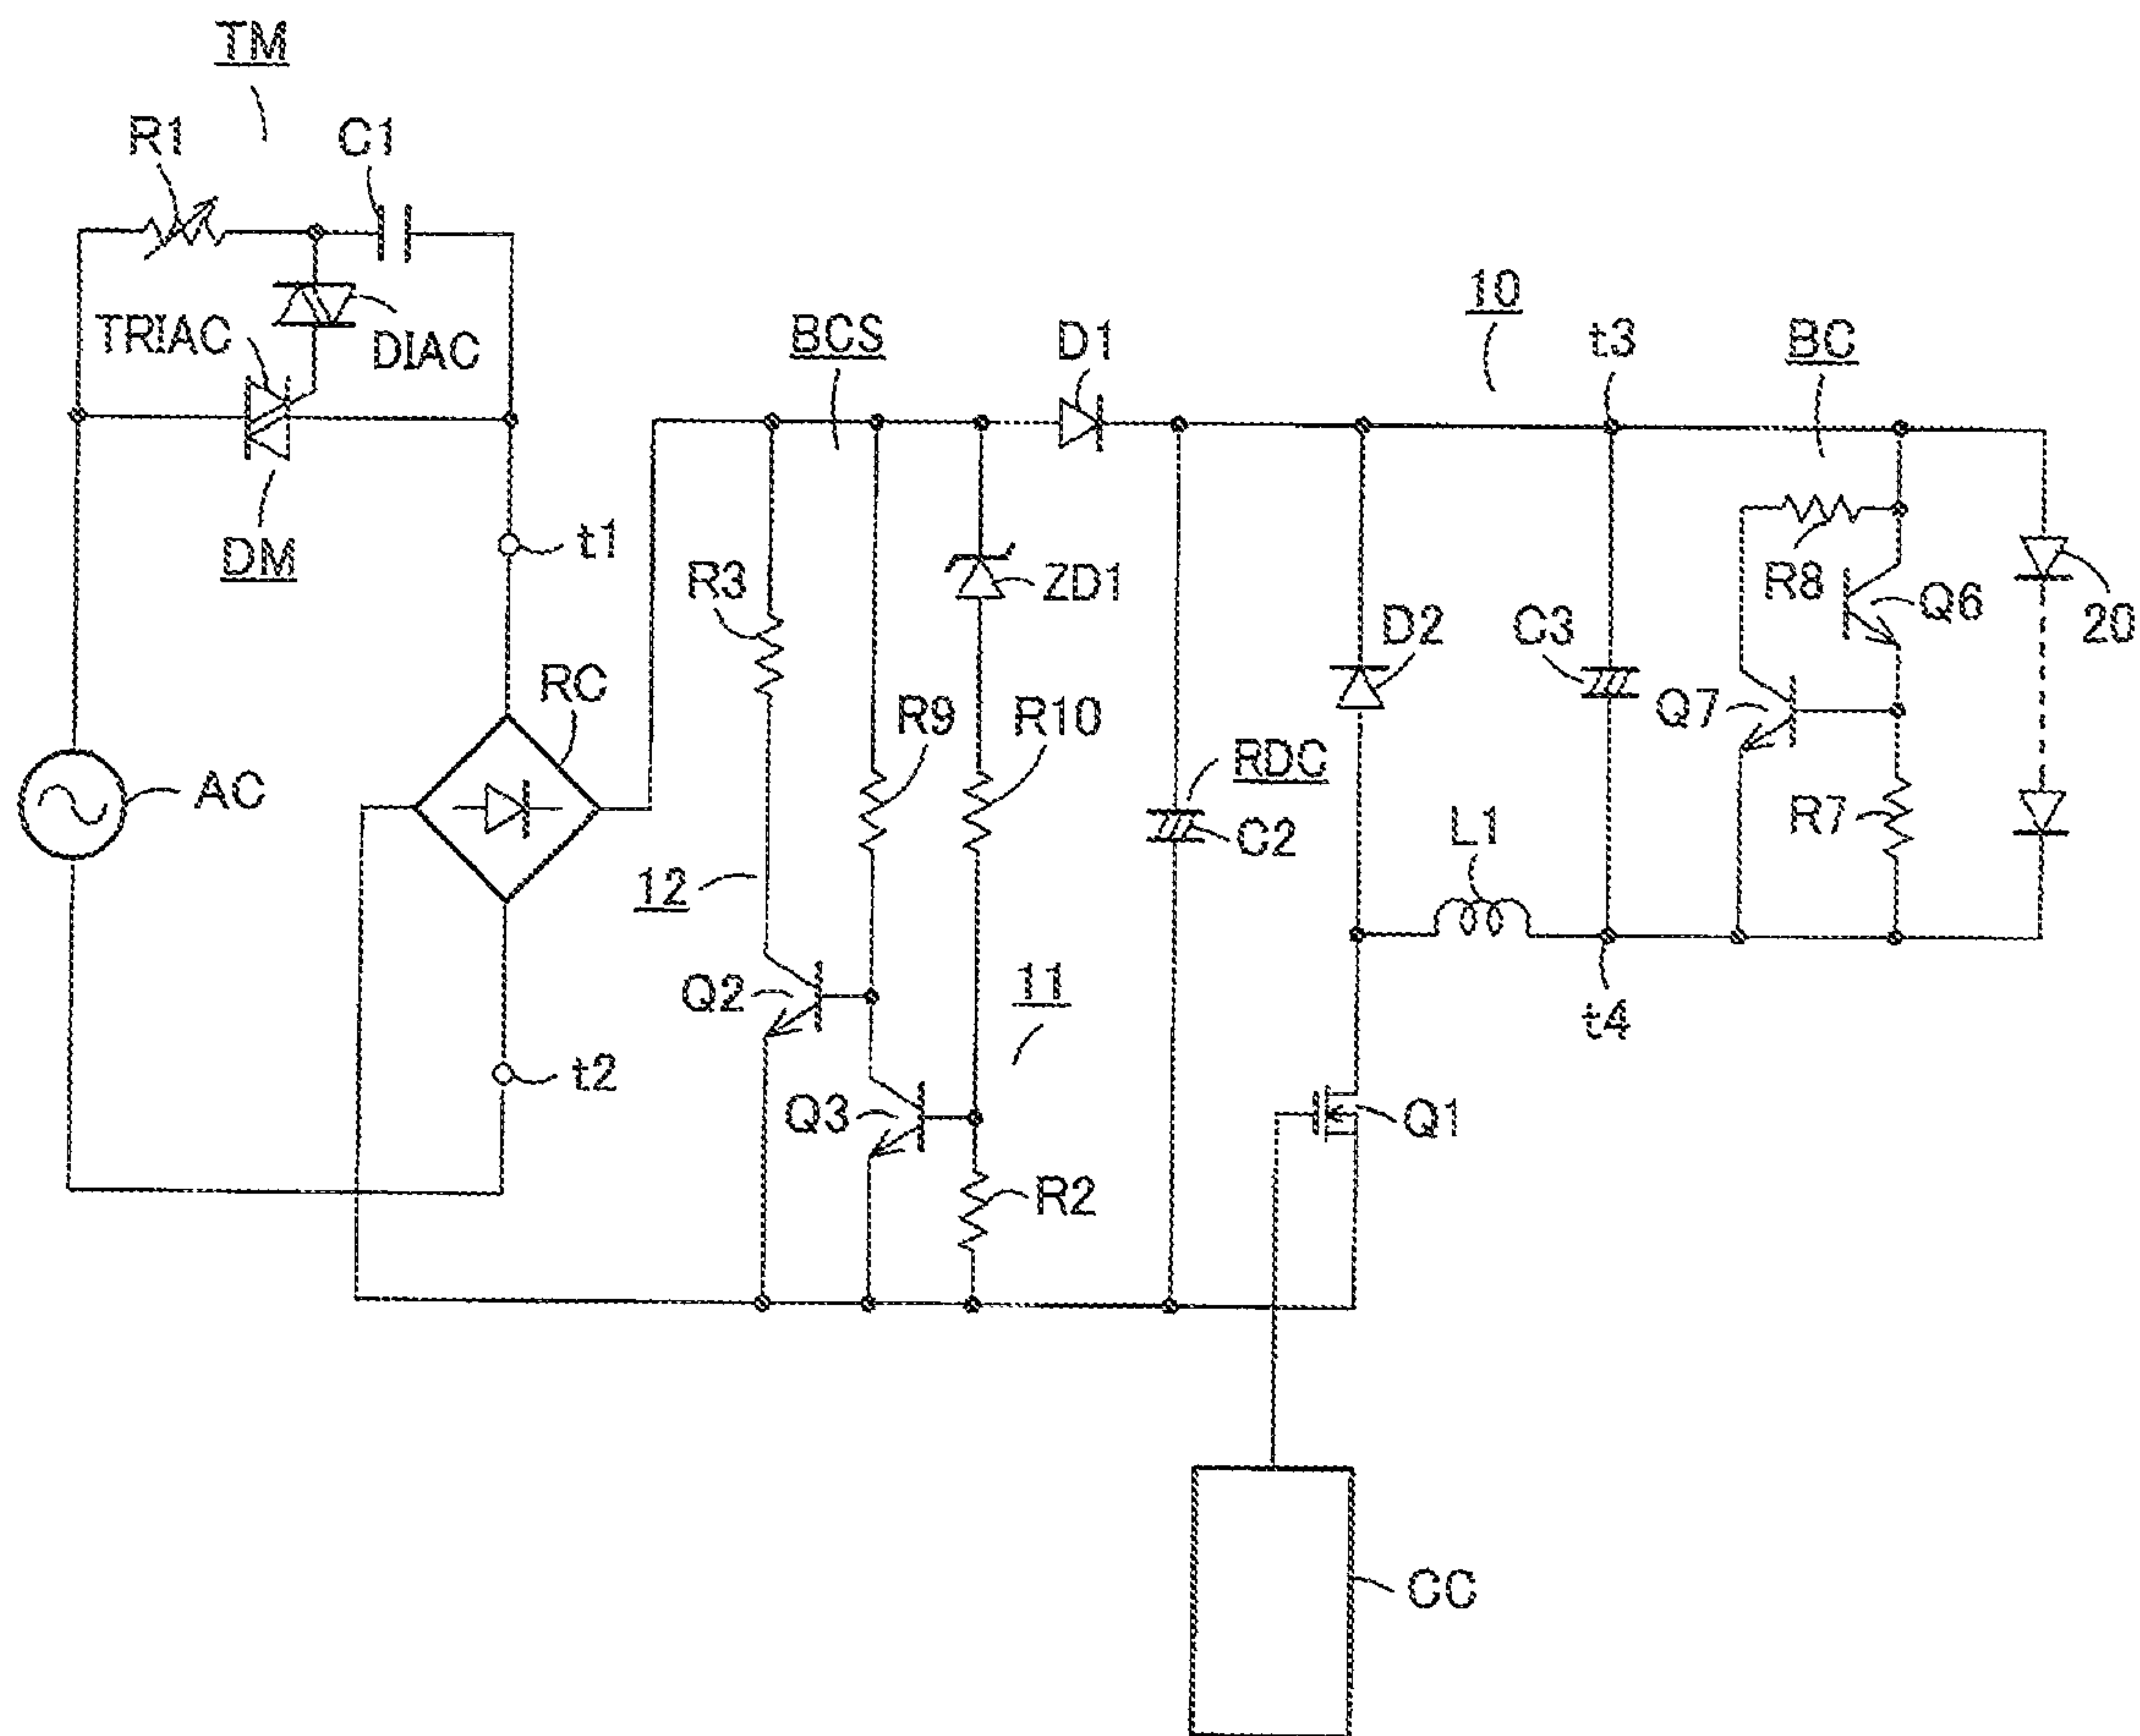 TM
R1
C1
TRIAC
DIAC
DM
t1
BCS
D1
10
t3
BC
R3
ZD1
R8
Q6
20
RC
D2
C3
Q7
R9
R10
RDC
C2
AC
L1
R7
12
Q2
11
t4
t2
Q3
Q1
R2
CC